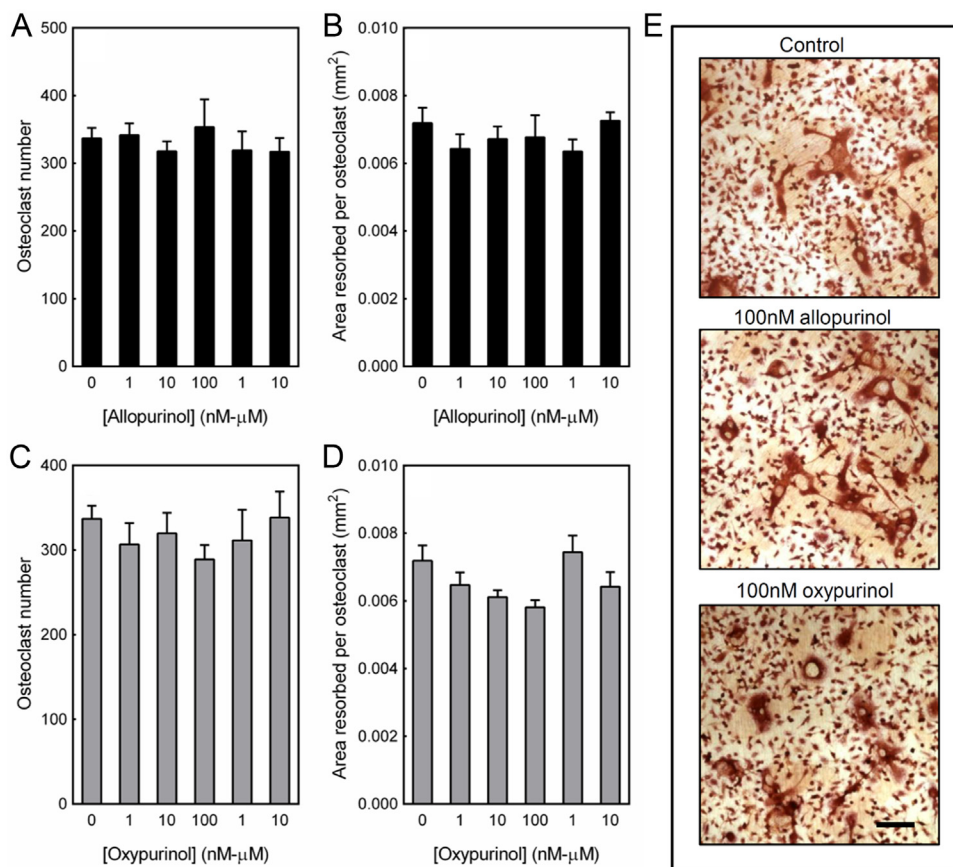 A
500
400
300
200
100
0
Osteoclast number
0 1 10 100 1 10
[Allopurinol] (nM-μM)
B
0.010
0.008
0.006
0.004
0.002
0.000
Area resorbed per osteoclast (mm²)
0 1 10 100 1 10
[Allopurinol] (nM-μM)
C
400
300
200
100
0
Osteoclast number
0 1 10 100 1 10
[Oxypurinol] (nM-μM)
D
0.010
0.008
0.006
0.004
0.002
0.000
Area resorbed per osteoclast (mm²)
0 1 10 100 1 10
[Oxypurinol] (nM-μM)
E
Control
100nM allopurinol
100nM oxypurinol